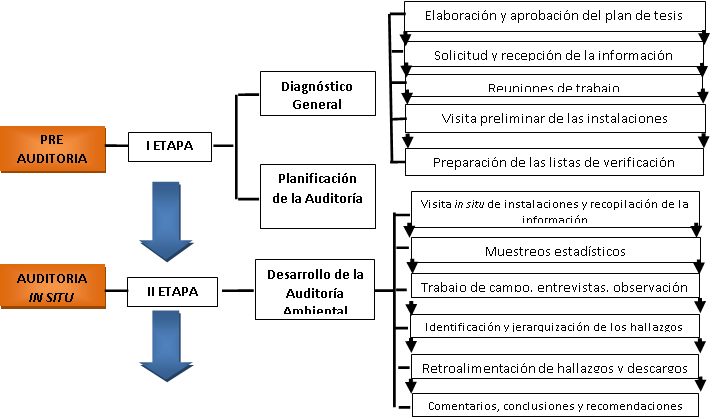 PRE
AUDITORIA
I ETAPA
Diagnóstico
General
Planificación
de la Auditoría
Elaboración y aprobación del plan de tesis
Solicitud y recepción de la información
Reuniones de trabajo
Visita preliminar de las instalaciones
Preparación de las listas de verificación
AUDITORIA
IN SITU
II ETAPA
Desarrollo de la
Auditoría
Ambiental
Visita in situ de instalaciones y recopilación de la
información
Muestreos estadísticos
Trabajo de campo, entrevistas, observación
Identificación y jerarquización de los hallazgos
Retroalimentación de hallazgos y descargos
Comentarios, conclusiones y recomendaciones